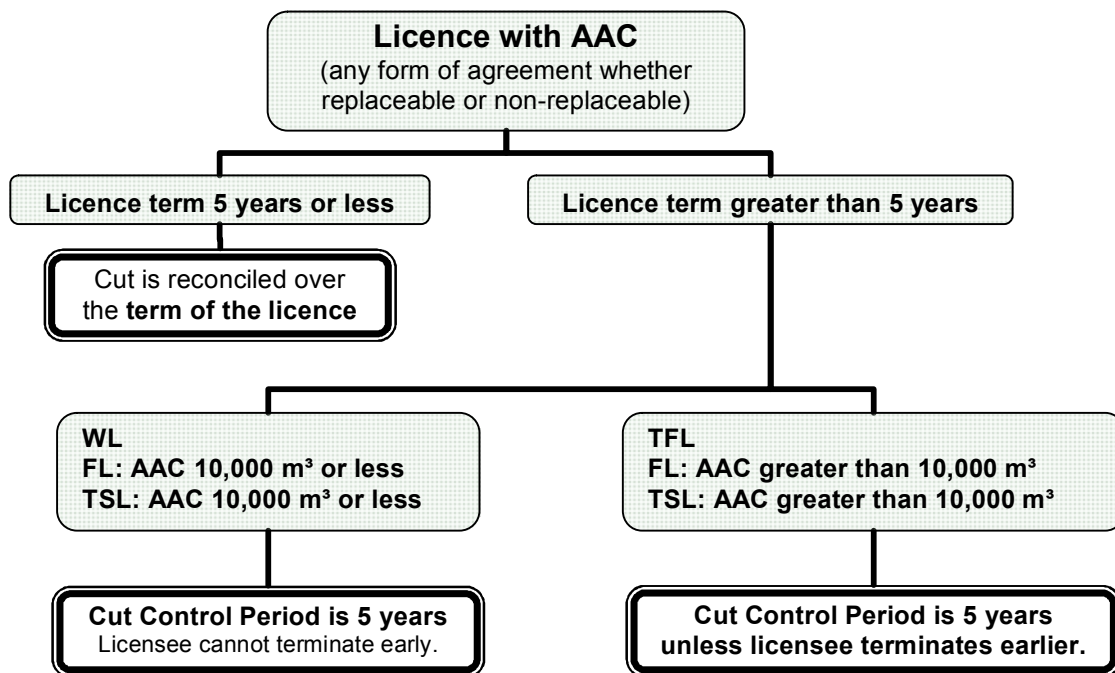 Licence with AAC
(any form of agreement whether
replaceable or non-replaceable)
Licence term 5 years or less
Licence term greater than 5 years
Cut is reconciled over
the term of the licence
WL
FL: AAC 10,000 m³ or less
TSL: AAC 10,000 m³ or less
TFL
FL: AAC greater than 10,000 m³
TSL: AAC greater than 10,000 m³
Cut Control Period is 5 years
Licensee cannot terminate early.
Cut Control Period is 5 years
unless licensee terminates earlier.